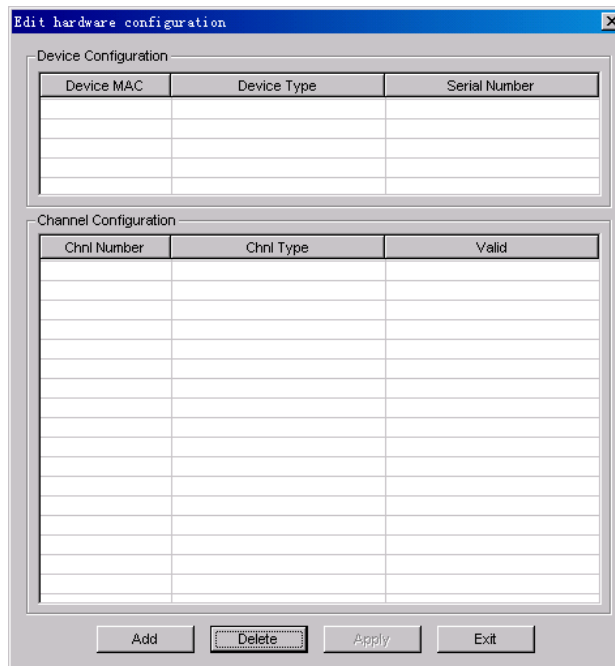 Edit hardware configuration
Device Configuration
Device MAC Device Type Serial Number
Channel Configuration
Chnl Number Chnl Type Valid
Add Delete Apply Exit